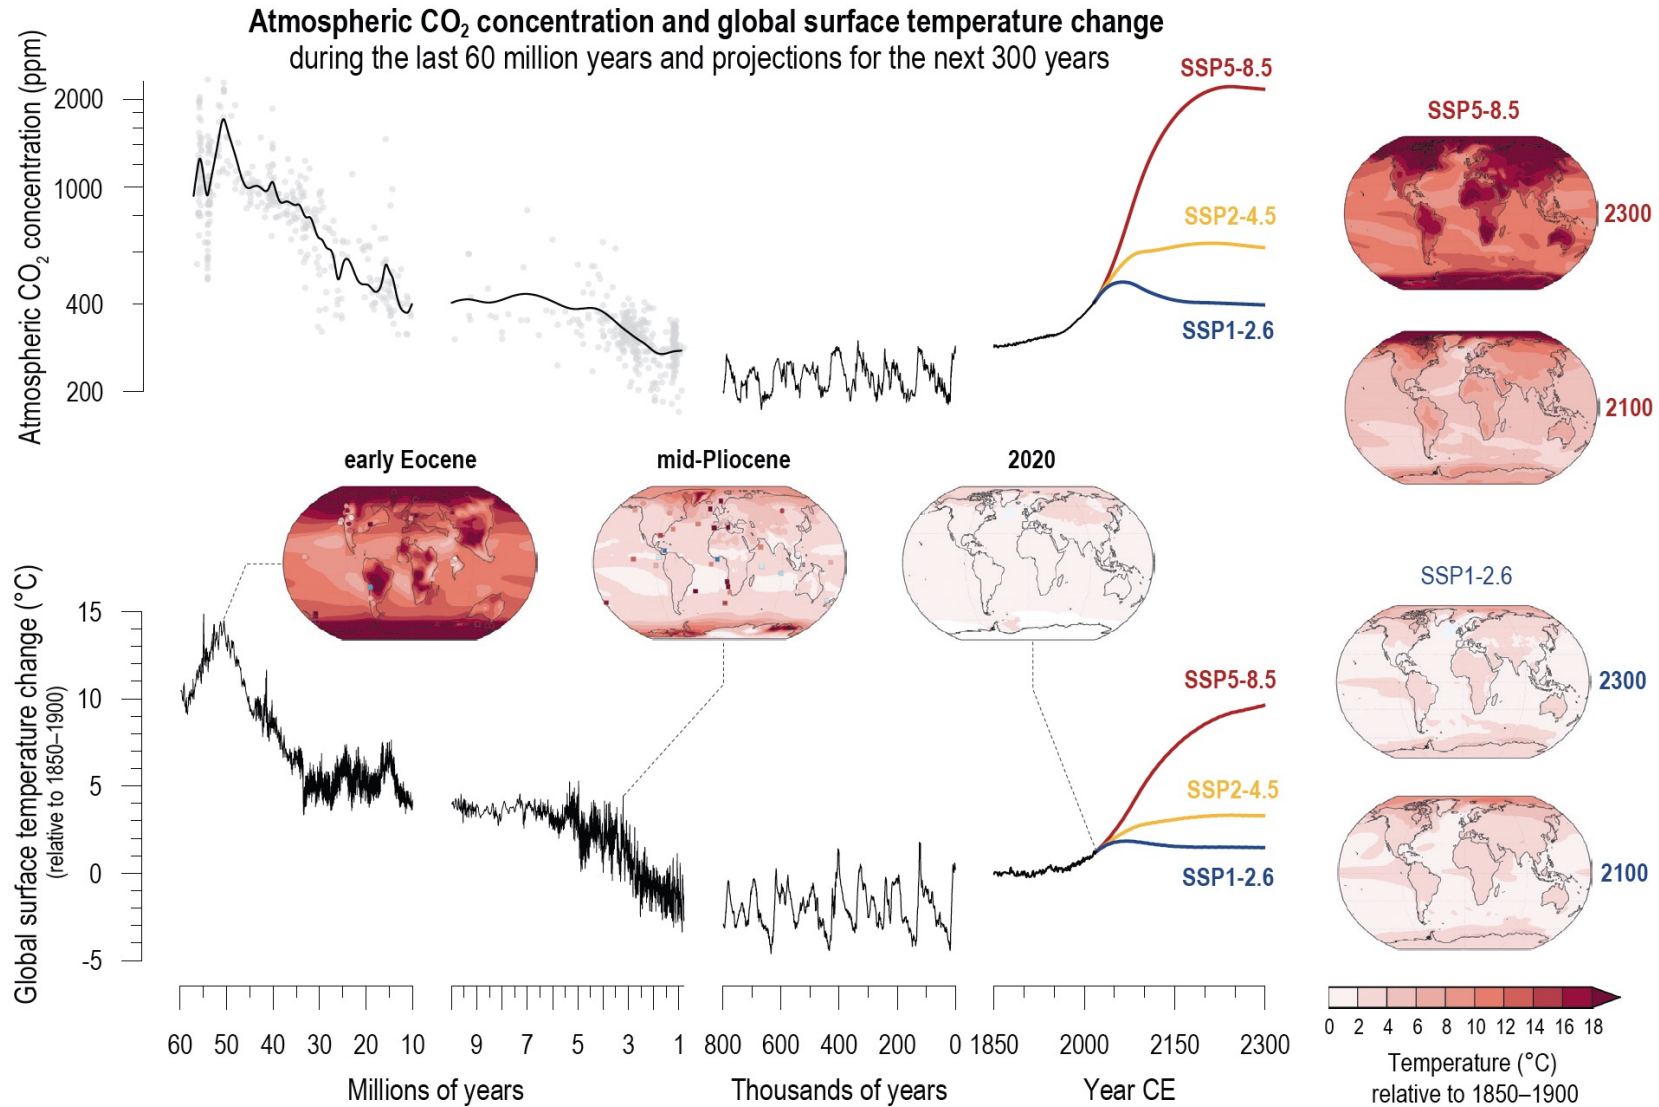 Atmospheric CO₂ concentration and global surface temperature change
during the last 60 million years and projections for the next 300 years
Atmospheric CO₂ concentration (ppm)
2000
1000
400
200
SSP5-8.5
SSP2-4.5
SSP1-2.6
SSP5-8.5
2300
2100
early Eocene
mid-Pliocene
2020
Global surface temperature change (°C)
(relative to 1850–1900)
15
10
5
0
-5
SSP5-8.5
SSP2-4.5
SSP1-2.6
SSP1-2.6
2300
2100
60 50 40 30 20 10
9 7 5 3 1
800 600 400 200 0
1850 2000 2150 2300
Millions of years
Thousands of years
Year CE
0 2 4 6 8 10 12 14 16 18
Temperature (°C)
relative to 1850–1900